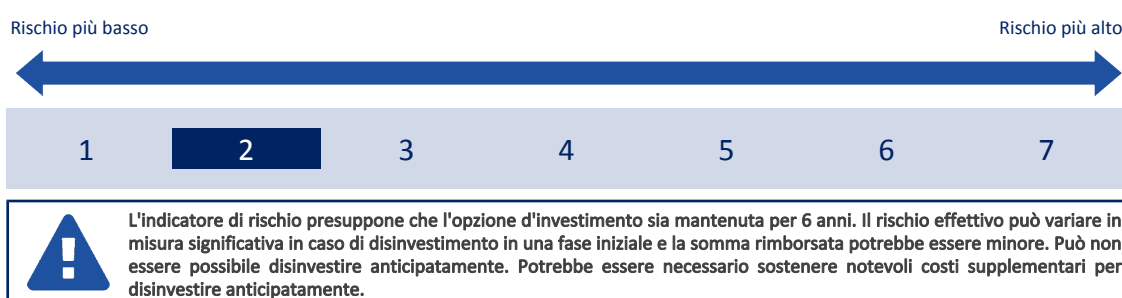 Rischio più basso Rischio più alto
1 2 3 4 5 6 7
L'indicatore di rischio presuppone che l'opzione d'investimento sia mantenuta per 6 anni. Il rischio effettivo può variare in
misura significativa in caso di disinvestimento in una fase iniziale e la somma rimborsata potrebbe essere minore. Può non
essere possibile disinvestire anticipatamente. Potrebbe essere necessario sostenere notevoli costi supplementari per
disinvestire anticipatamente.